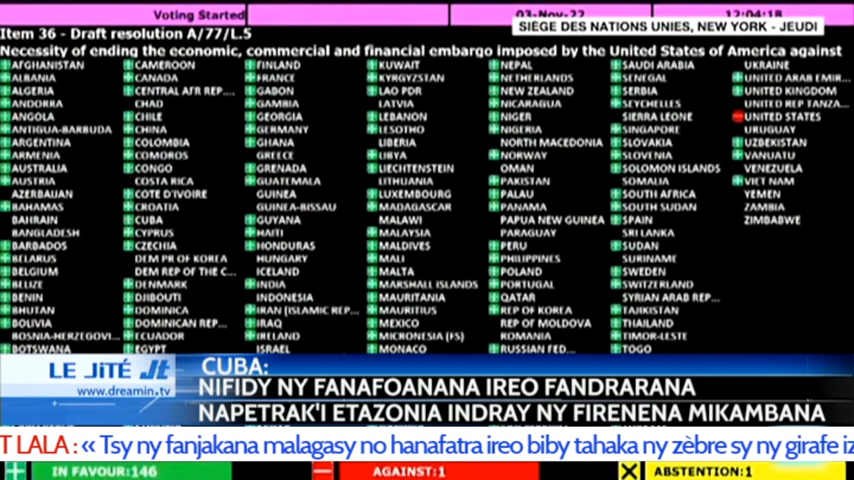 Voting Started
03-Nov-22
12:04:18
SIEGE DES NATIONS UNIES, NEW YORK - JEUDI
Item 36 - Draft resolution A/77/L.5
Necessity of ending the economic, commercial and financial embargo imposed by the United States of America against
AFGHANISTAN
ALBANIA
ALGERIA
ANDORRA
ANGOLA
ANTIGUA-BARBUDA
ARGENTINA
ARMENIA
AUSTRALIA
AUSTRIA
AZERBAIJAN
BAHAMAS
BAHRAIN
BANGLADESH
BARBADOS
BELARUS
BELGIUM
BELIZE
BENIN
BHUTAN
BOLIVIA
BOSNIA-HERZEGOVI...
BOTSWANA
CAMEROON
CANADA
CENTRAL AFR REP....
CHAD
CHILE
CHINA
COLOMBIA
COMOROS
CONGO
COSTA RICA
COTE D'IVOIRE
CROATIA
CUBA
CYPRUS
CZECHIA
DEM PR OF KOREA
DEM REP OF THE C...
DENMARK
DJIBOUTI
DOMINICA
DOMINICAN REP...
ECUADOR
EGYPT
FINLAND
FRANCE
GABON
GAMBIA
GEORGIA
GERMANY
GHANA
GREECE
GRENADA
GUATEMALA
GUINEA
GUINEA-BISSAU
GUYANA
HAITI
HONDURAS
HUNGARY
ICELAND
INDIA
INDONESIA
IRAN (ISLAMIC REP...
IRAQ
IRELAND
ISRAEL
KUWAIT
KYRGYZSTAN
LAO PDR
LATVIA
LEBANON
LESOTHO
LIBERIA
LIBYA
LIECHTENSTEIN
LITHUANIA
LUXEMBOURG
MADAGASCAR
MALAWI
MALAYSIA
MALDIVES
MALI
MALTA
MARSHALL ISLANDS
MAURITANIA
MAURITIUS
MEXICO
MICRONESIA (FS)
MONACO
NEPAL
NETHERLANDS
NEW ZEALAND
NICARAGUA
NIGER
NIGERIA
NORTH MACEDONIA
NORWAY
OMAN
PAKISTAN
PALAU
PANAMA
PAPUA NEW GUINEA
PARAGUAY
PERU
PHILIPPINES
POLAND
PORTUGAL
QATAR
REP OF KOREA
REP OF MOLDOVA
ROMANIA
RUSSIAN FED...
SAUDI ARABIA
SENEGAL
SERBIA
SEYCHELLES
SIERRA LEONE
SINGAPORE
SLOVAKIA
SLOVENIA
SOLOMON ISLANDS
SOMALIA
SOUTH AFRICA
SOUTH SUDAN
SPAIN
SRI LANKA
SUDAN
SURINAME
SWEDEN
SWITZERLAND
SYRIAN ARAB REP...
TAJIKISTAN
THAILAND
TIMOR-LESTE
TOGO
UKRAINE
UNITED ARAB EMIR...
UNITED KINGDOM
UNITED REP TANZA...
UNITED STATES
URUGUAY
UZBEKISTAN
VANUATU
VENEZUELA
VIET NAM
YEMEN
ZAMBIA
ZIMBABWE
LE JiTÉ Jt
www.dreamin.tv
CUBA:
NIFIDY NY FANAFOANANA IREO FANDRARANA
NAPETRAK'I ETAZONIA INDRAY NY FIRENENA MIKAMBANA
T LALA : « Tsy ny fanjakana malagasy no hanafatra ireo biby tahaka ny zèbre sy ny girafe iz
IN FAVOUR:146
AGAINST:1
ABSTENTION:1